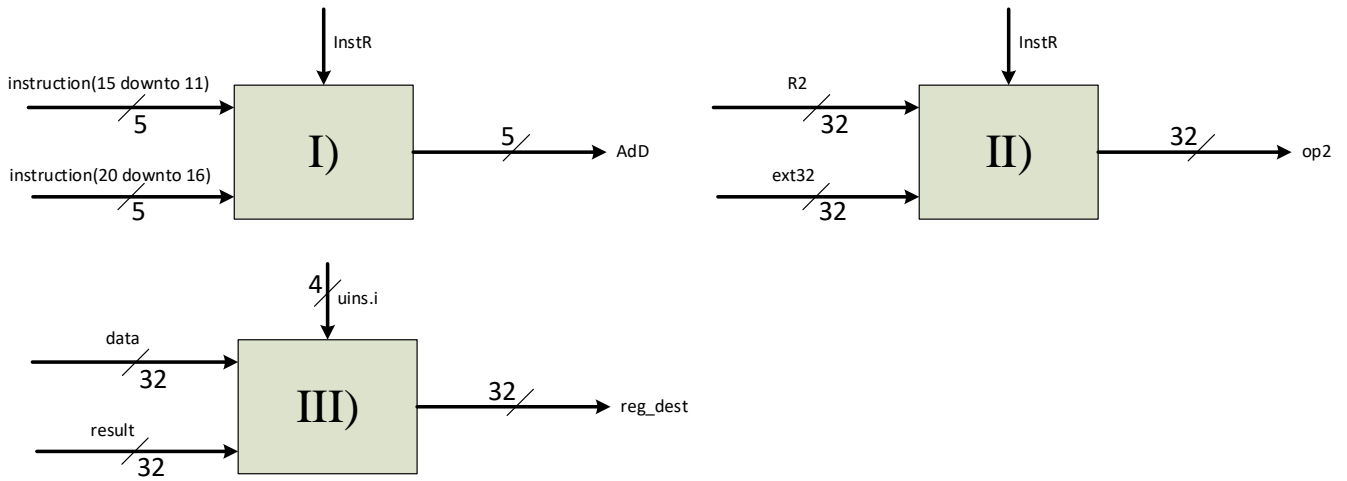 InstR
instruction(15 downto 11)
5
I)
5
AdD
instruction(20 downto 16)
5
InstR
R2
32
II)
32
op2
ext32
32
4
uins.i
data
32
III)
32
reg_dest
result
32